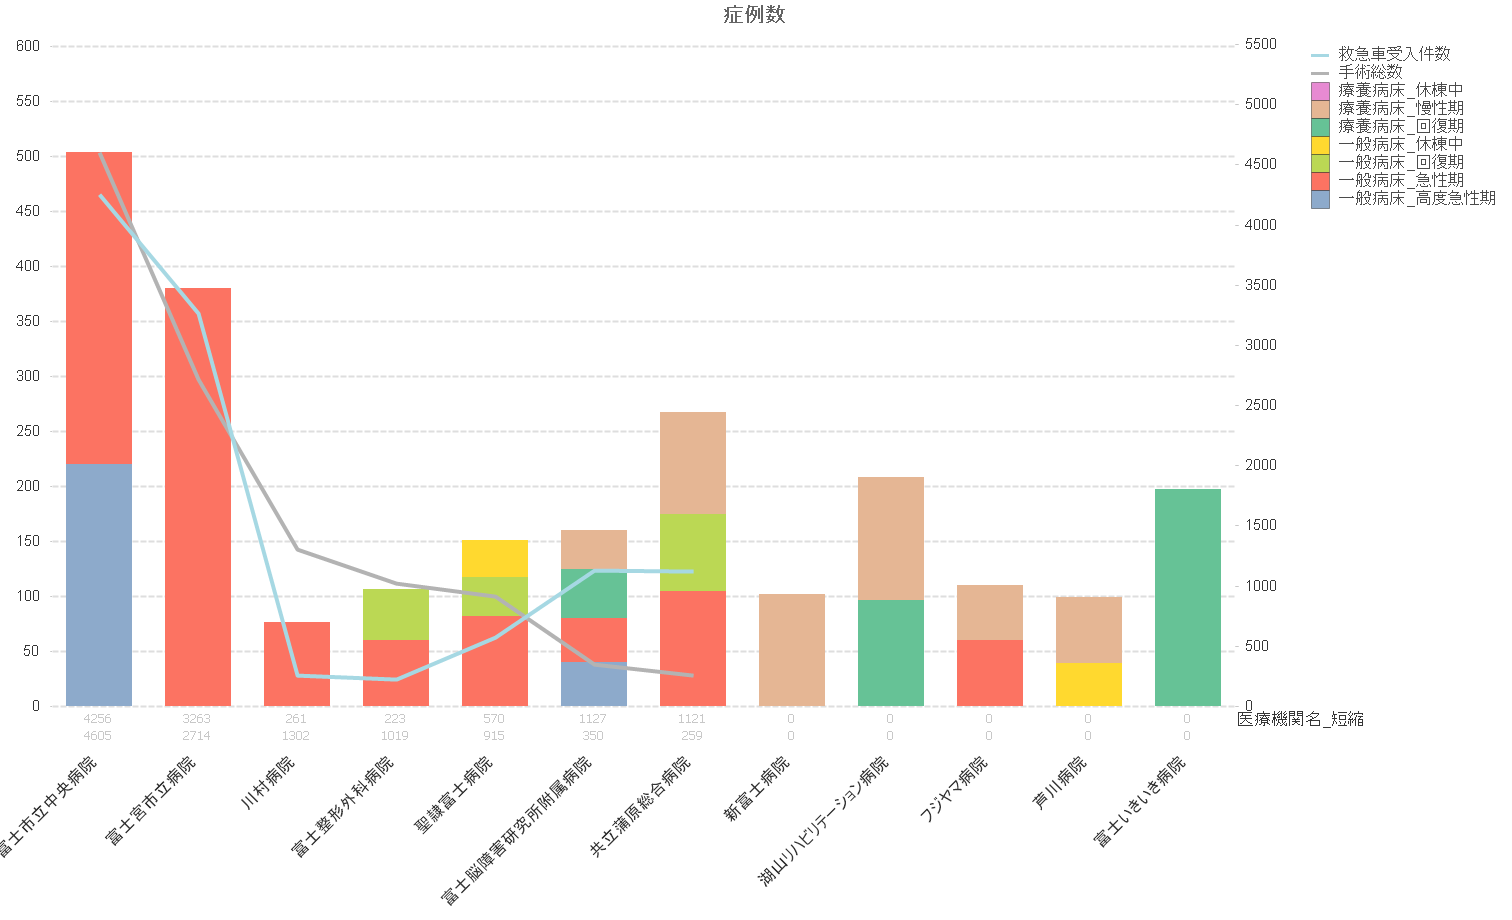 症例数
600
550
500
450
400
350
300
250
200
150
100
50
0
5500
5000
4500
4000
3500
3000
2500
2000
1500
1000
500
0
救急車受入件数
手術総数
療養病床_休棟中
療養病床_慢性期
療養病床_回復期
一般病床_休棟中
一般病床_回復期
一般病床_急性期
一般病床_高度急性期
4256 3263 261 223 570 1127 1121 0 0 0 0 0
4605 2714 1302 1019 915 350 259 0 0 0 0 0
医療機関名_短縮
富士市立中央病院
富士宮市立病院
川村病院
富士整形外科病院
聖隷富士病院
富士脳障害研究所附属病院
共立蒲原総合病院
新富士病院
湖山リハビリテーション病院
フジヤマ病院
芦川病院
富士いきいき病院